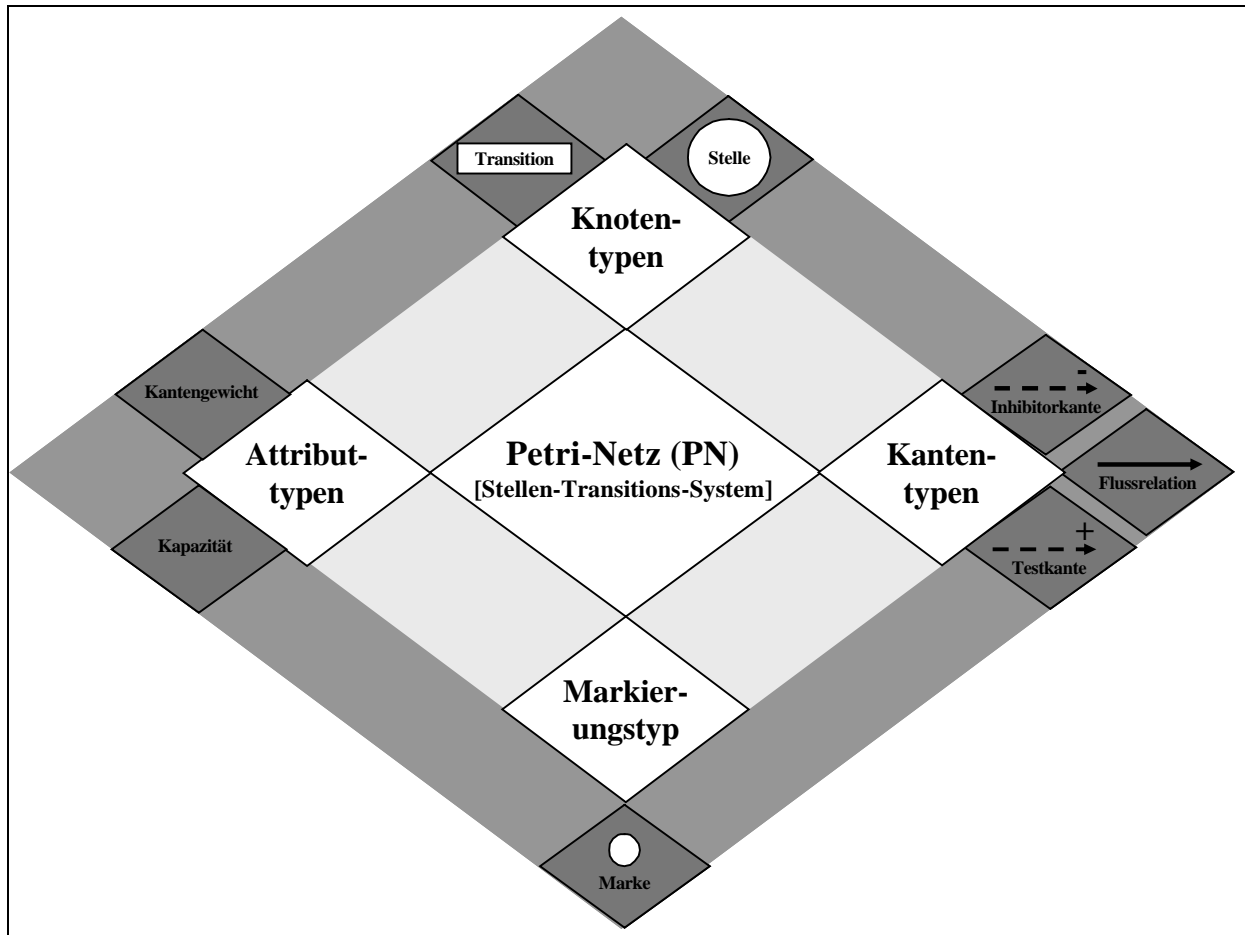 Transition
Stelle
Knoten-
typen
Kantengewicht
-
Inhibitorkante
Attribut-
typen
Petri-Netz (PN)
[Stellen-Transitions-System]
Kanten-
typen
Flussrelation
Kapazität
+
Testkante
Markier-
ungstyp
Marke